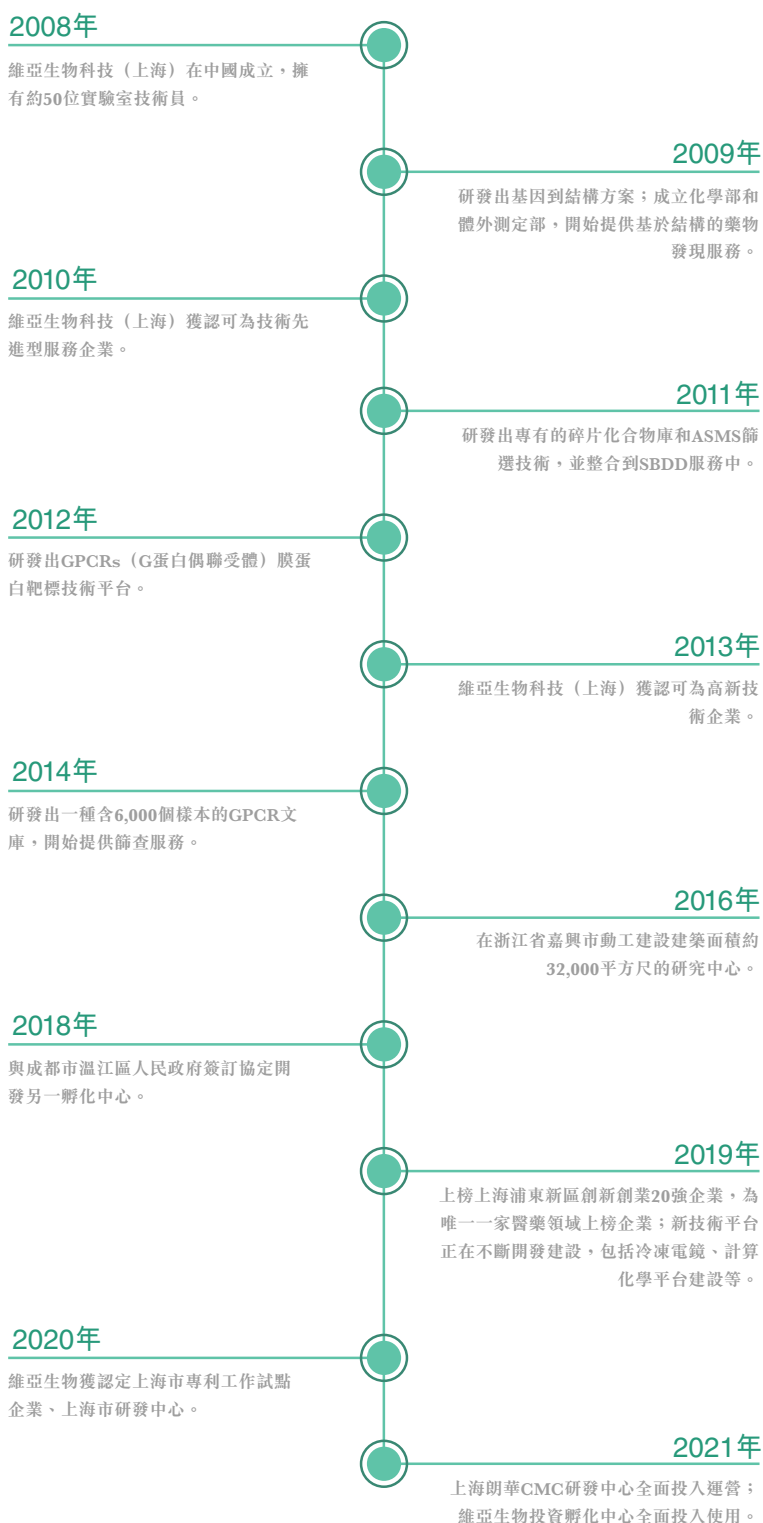 2008年
維亞生物科技（上海）在中國成立，擁
有約50位實驗室技術員。
2009年
研發出基因到結構方案；成立化學部和
體外測定部，開始提供基於結構的藥物
發現服務。
2010年
維亞生物科技（上海）獲認可為技術先
進型服務企業。
2011年
研發出專有的碎片化合物庫和ASMS篩
選技術，並整合到SBDD服務中。
2012年
研發出GPCRs（G蛋白偶聯受體）膜蛋
白靶標技術平台。
2013年
維亞生物科技（上海）獲認可為高新技
術企業。
2014年
研發出一種含6,000個樣本的GPCR文
庫，開始提供篩查服務。
2016年
在浙江省嘉興市動工建設建築面積約
32,000平方尺的研究中心。
2018年
與成都市溫江區人民政府簽訂協定開
發另一孵化中心。
2019年
上榜上海浦東新區創新創業20強企業，為
唯一一家醫藥領域上榜企業；新技術平台
正在不斷開發建設，包括冷凍電鏡、計算
化學平台建設等。
2020年
維亞生物獲認定上海市專利工作試點
企業、上海市研發中心。
2021年
上海朗華CMC研發中心全面投入運營；
維亞生物投資孵化中心全面投入使用。